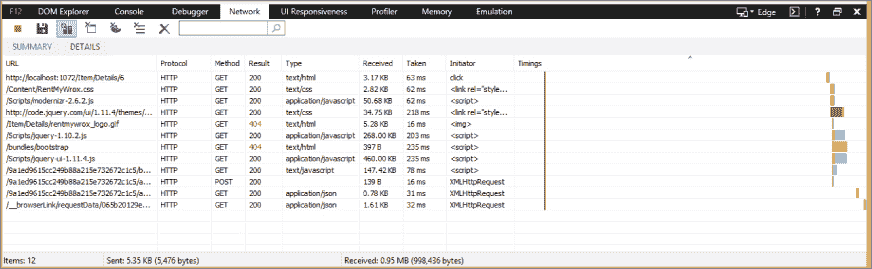 F12 DOM Explorer Console Debugger Network UI Responsiveness Profiler Memory Emulation Edge ?
SUMMARY DETAILS
URL Protocol Method Result Type Received Taken Initiator Timings
http://localhost:1072/Item/Details/6 HTTP GET 200 text/html 3.17 KB 63 ms click
/Content/RentMyWrox.css HTTP GET 200 text/css 2.82 KB 62 ms <link rel="style...
/Scripts/modernizr-2.6.2.js HTTP GET 200 application/javascript 50.68 KB 62 ms <script>
http://code.jquery.com/ui/1.11.4/themes/... HTTP GET 200 text/css 34.75 KB 218 ms <link rel="style...
/Item/Details/rentmywrox_logo.gif HTTP GET 404 text/html 5.28 KB 16 ms <img>
/Scripts/jquery-1.10.2.js HTTP GET 200 application/javascript 268.00 KB 203 ms <script>
/bundles/bootstrap HTTP GET 404 text/html 397 B 235 ms <script>
/Scripts/jquery-ui-1.11.4.js HTTP GET 200 application/javascript 460.00 KB 235 ms <script>
/9a1ed9615cc249b88a215e732672c1c5/b... HTTP GET 200 text/javascript 147.42 KB 78 ms <script>
/9a1ed9615cc249b88a215e732672c1c5/a... HTTP POST 200 139 B 16 ms XMLHttpRequest
/9a1ed9615cc249b88a215e732672c1c5/a... HTTP GET 200 application/json 0.78 KB 31 ms XMLHttpRequest
/__browserLink/requestData/065b20129e... HTTP GET 200 application/json 1.61 KB 32 ms XMLHttpRequest
Items: 12 Sent: 5.35 KB (5,476 bytes) Received: 0.95 MB (998,436 bytes)